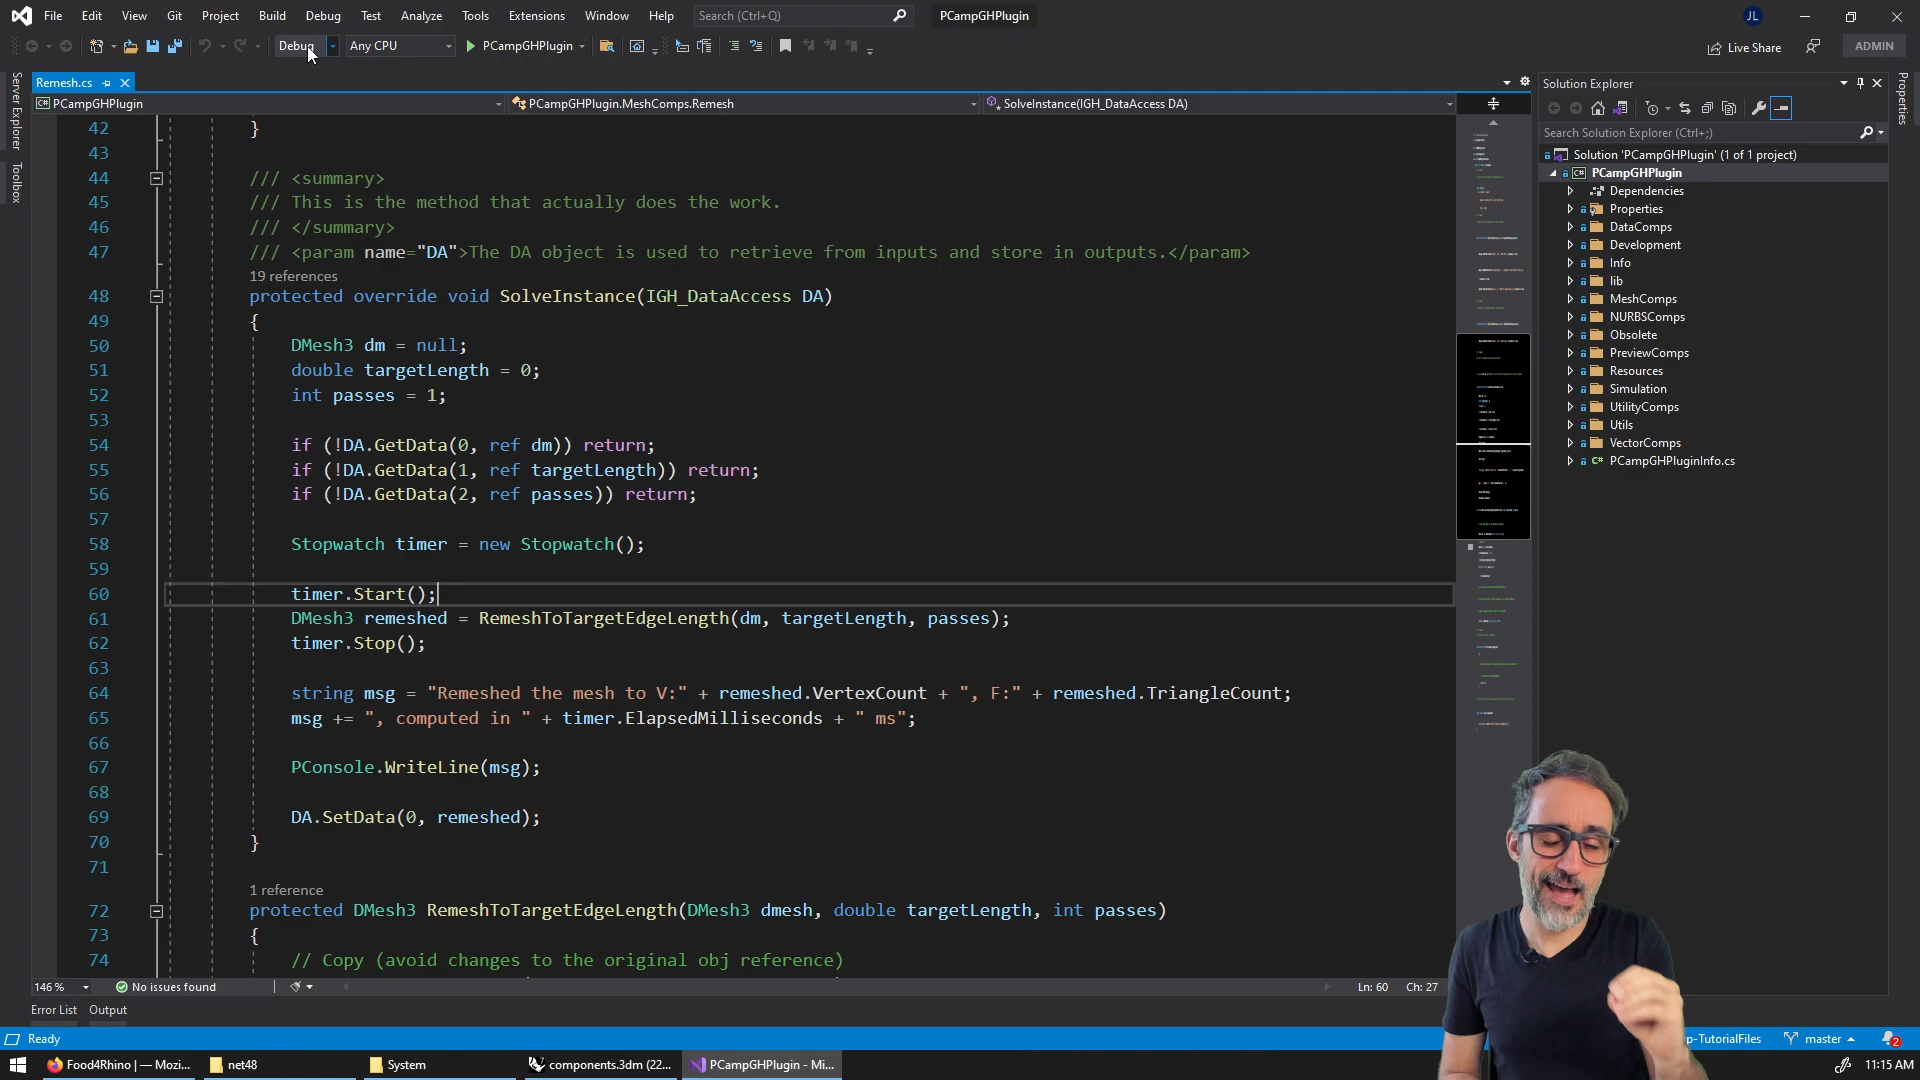 File Edit View Git Project Build Debug Test Analyze Tools Extensions Window Help Search (Ctrl+Q) PCampGHPlugin JL
Debug Any CPU PCampGHPlugin Live Share ADMIN
Remesh.cs
PCampGHPlugin PCampGHPlugin.MeshComps.Remesh SolveInstance(IGH_DataAccess DA)
Server Explorer
Toolbox
42 }
43
44 /// <summary>
45 /// This is the method that actually does the work.
46 /// </summary>
47 /// <param name="DA">The DA object is used to retrieve from inputs and store in outputs.</param>
19 references
48 protected override void SolveInstance(IGH_DataAccess DA)
49 {
50 DMesh3 dm = null;
51 double targetLength = 0;
52 int passes = 1;
53
54 if (!DA.GetData(0, ref dm)) return;
55 if (!DA.GetData(1, ref targetLength)) return;
56 if (!DA.GetData(2, ref passes)) return;
57
58 Stopwatch timer = new Stopwatch();
59
60 timer.Start();
61 DMesh3 remeshed = RemeshToTargetEdgeLength(dm, targetLength, passes);
62 timer.Stop();
63
64 string msg = "Remeshed the mesh to V:" + remeshed.VertexCount + ", F:" + remeshed.TriangleCount;
65 msg += ", computed in " + timer.ElapsedMilliseconds + " ms";
66
67 PConsole.WriteLine(msg);
68
69 DA.SetData(0, remeshed);
70 }
71
1 reference
72 protected DMesh3 RemeshToTargetEdgeLength(DMesh3 dmesh, double targetLength, int passes)
73 {
74 // Copy (avoid changes to the original obj reference)
146 % No issues found Ln: 60 Ch: 27
Error List Output
Solution Explorer
Search Solution Explorer (Ctrl+;)
Solution 'PCampGHPlugin' (1 of 1 project)
C# PCampGHPlugin
Dependencies
Properties
DataComps
Development
Info
lib
MeshComps
NURBSComps
Obsolete
PreviewComps
Resources
Simulation
UtilityComps
Utils
VectorComps
C# PCampGHPluginInfo.cs
Properties
Ready p-TutorialFiles master 2
Food4Rhino | — Mozi... net48 System components.3dm (22... PCampGHPlugin - Mi... 11:15 AM